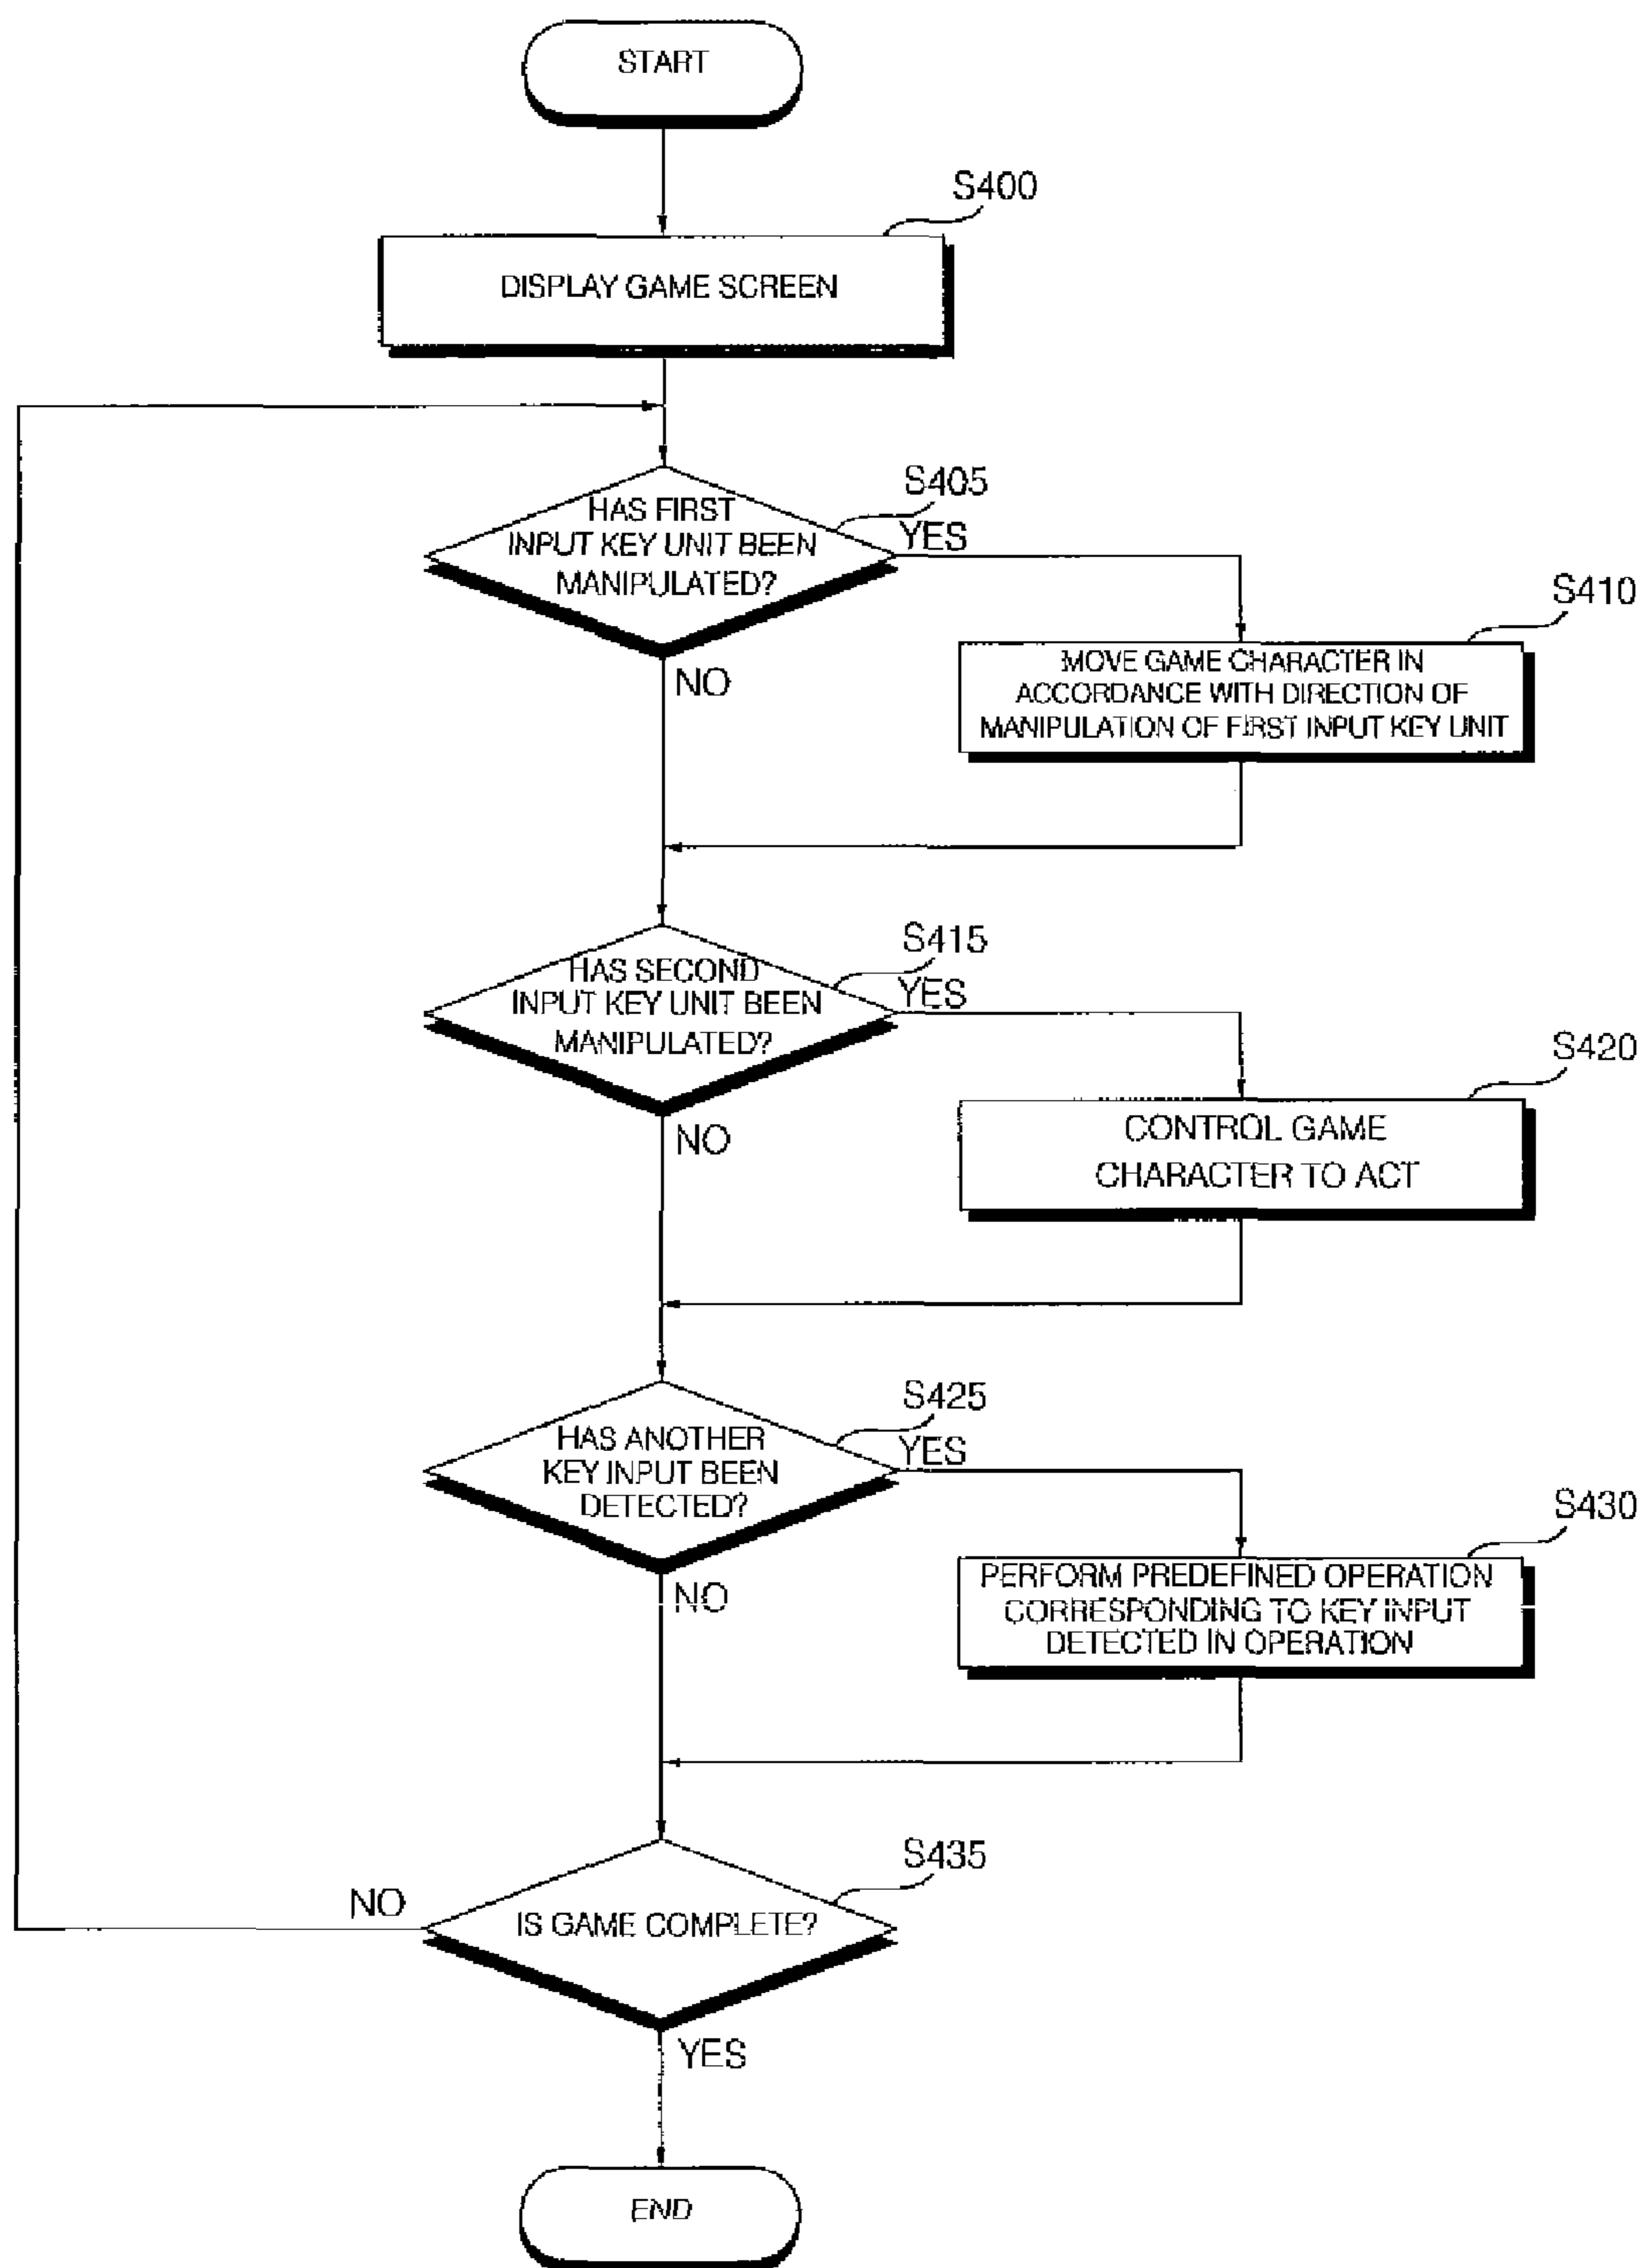 START
S400
DISPLAY GAME SCREEN
S405
HAS FIRST
INPUT KEY UNIT BEEN
MANIPULATED?
YES
NO
S410
MOVE GAME CHARACTER IN
ACCORDANCE WITH DIRECTION OF
MANIPULATION OF FIRST INPUT KEY UNIT
S415
HAS SECOND
INPUT KEY UNIT BEEN
MANIPULATED?
YES
NO
S420
CONTROL GAME
CHARACTER TO ACT
S425
HAS ANOTHER
KEY INPUT BEEN
DETECTED?
YES
NO
S430
PERFORM PREDEFINED OPERATION
CORRESPONDING TO KEY INPUT
DETECTED IN OPERATION
S435
NO
IS GAME COMPLETE?
YES
END